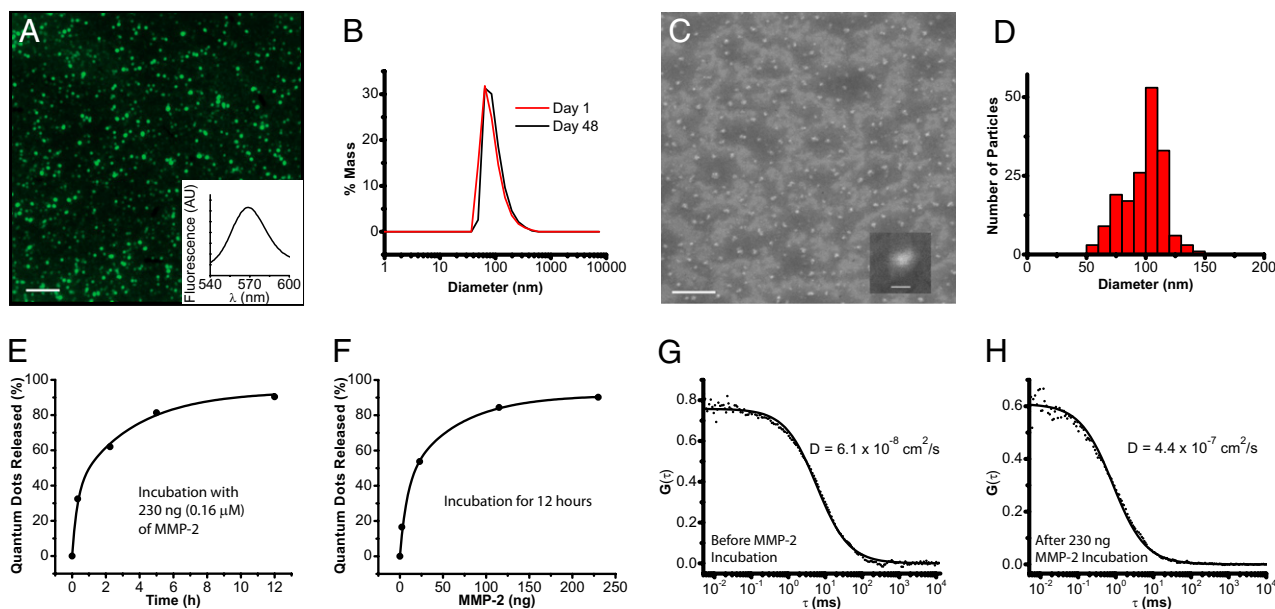 A
Fluorescence (AU)
540 570 600
λ (nm)
B
% Mass
30
20
10
0
Day 1
Day 48
1 10 100 1000 10000
Diameter (nm)
C
D
Number of Particles
50
25
0
0 50 100 150 200
Diameter (nm)
E
Quantum Dots Released (%)
100
80
60
40
20
0
Incubation with
230 ng (0.16 μM)
of MMP-2
0 2 4 6 8 10 12
Time (h)
F
Quantum Dots Released (%)
100
80
60
40
20
0
Incubation for 12 hours
0 50 100 150 200 250
MMP-2 (ng)
G
G(τ)
0.8
0.6
0.4
0.2
0.0
D = 6.1 x 10⁻⁸ cm²/s
Before MMP-2
Incubation
10⁻² 10⁻¹ 10⁰ 10¹ 10² 10³ 10⁴
τ (ms)
H
G(τ)
0.6
0.4
0.2
0.0
D = 4.4 x 10⁻⁷ cm²/s
After 230 ng
MMP-2 Incubation
10⁻² 10⁻¹ 10⁰ 10¹ 10² 10³ 10⁴
τ (ms)